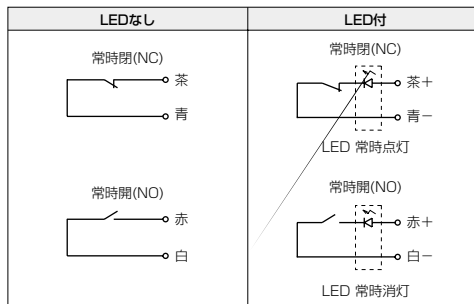 LEDなし
LED付
常時閉(NC)
茶
青
常時閉(NC)
茶＋
青－
LED 常時点灯
常時開(NO)
赤
白
常時開(NO)
赤＋
白－
LED 常時消灯